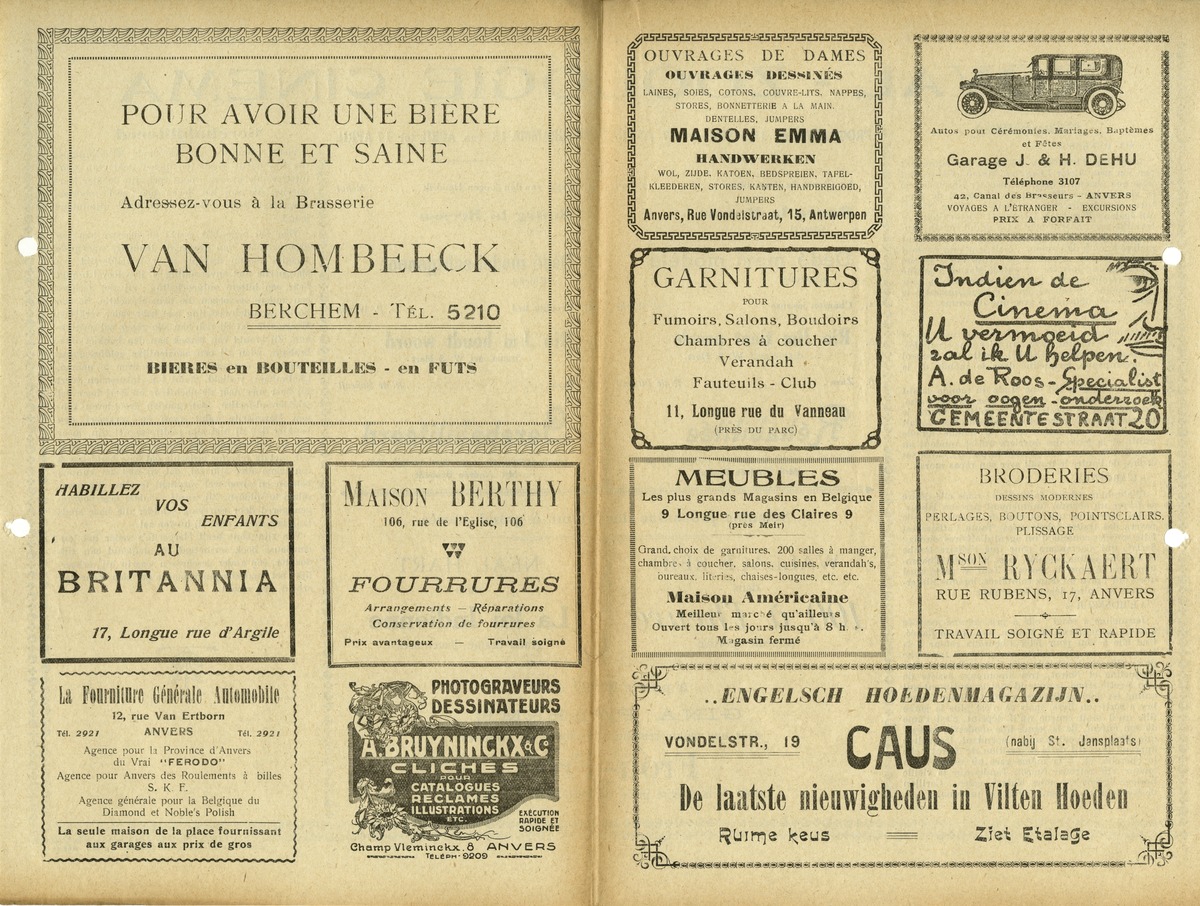 POUR AVOIR UNE BIÈRE
BONNE ET SAINE
Adressez-vous à la Brasserie
VAN HOMBEECK
BERCHEM - TÉL. 5210
BIERES en BOUTEILLES - en FUTS
HABILLEZ
VOS
ENFANTS
AU
BRITANNIA
17, Longue rue d'Argile
MAISON BERTHY
106, rue de l'Eglise, 106
FOURRURES
Arrangements — Réparations
Conservation de fourrures
Prix avantageux — Travail soigné
La Fourniture Générale Automobile
12, rue Van Ertborn
Tél. 2921 ANVERS Tél. 2921
Agence pour la Province d'Anvers
du Vrai "FERODO"
Agence pour Anvers des Roulements à billes
S. K. F.
Agence générale pour la Belgique du
Diamond et Noble's Polish
La seule maison de la place fournissant
aux garages aux prix de gros
PHOTOGRAVEURS
DESSINATEURS
A. BRUYNINCKX & Co
CLICHÉS
POUR
CATALOGUES
RECLAMES
ILLUSTRATIONS
ETC.
EXÉCUTION
RAPIDE ET
SOIGNÉE
Champ Vleminckx. 8 ANVERS
TELÉPH. 9209
OUVRAGES DE DAMES
OUVRAGES DESSINÉS
LAINES, SOIES, COTONS, COUVRE-LITS, NAPPES,
STORES, BONNETTERIE A LA MAIN.
DENTELLES, JUMPERS
MAISON EMMA
HANDWERKEN
WOL, ZIJDE, KATOEN, BEDSPREIEN, TAFEL-
KLEEDEREN, STORES, KANTEN, HANDBREIGOED,
JUMPERS
Anvers, Rue Vondelstraat, 15, Antwerpen
Autos pour Cérémonies, Mariages, Baptêmes
et Fêtes
Garage J. & H. DEHU
Téléphone 3107
42, Canal des Brasseurs - ANVERS
VOYAGES A L'ÉTRANGER - EXCURSIONS
PRIX A FORFAIT
GARNITURES
POUR
Fumoirs, Salons, Boudoirs
Chambres à coucher
Verandah
Fauteuils - Club
11, Longue rue du Vanneau
(PRÈS DU PARC)
Indien de
Cinema
U vermoeid
zal ik U helpen.
A. de Roos - Specialist
voor oogen-onderzoek
GEMEENTESTRAAT 20
MEUBLES
Les plus grands Magasins en Belgique
9 Longue rue des Claires 9
(près Meir)
Grand choix de garnitures. 200 salles à manger,
chambres à coucher, salons, cuisines, verandah's,
bureaux, literies, chaises-longues, etc. etc.
Maison Américaine
Meilleur marché qu'ailleurs
Ouvert tous les jours jusqu'à 8 h. s.
Magasin fermé
BRODERIES
DESSINS MODERNES
PERLAGES, BOUTONS, POINTSCLAIRS.
PLISSAGE
MSON RYCKAERT
RUE RUBENS, 17, ANVERS
TRAVAIL SOIGNÉ ET RAPIDE
..ENGELSCH HOEDENMAGAZIJN..
VONDELSTR., 19 CAUS (nabij St. Jansplaats)
De laatste nieuwigheden in Vilten Hoeden
Ruime keus Ziet Etalage